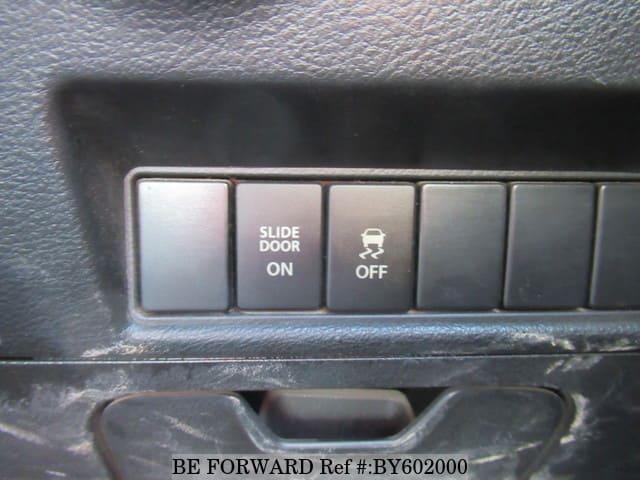 SLIDE
DOOR
ON
OFF
BE FORWARD Ref #:BY602000